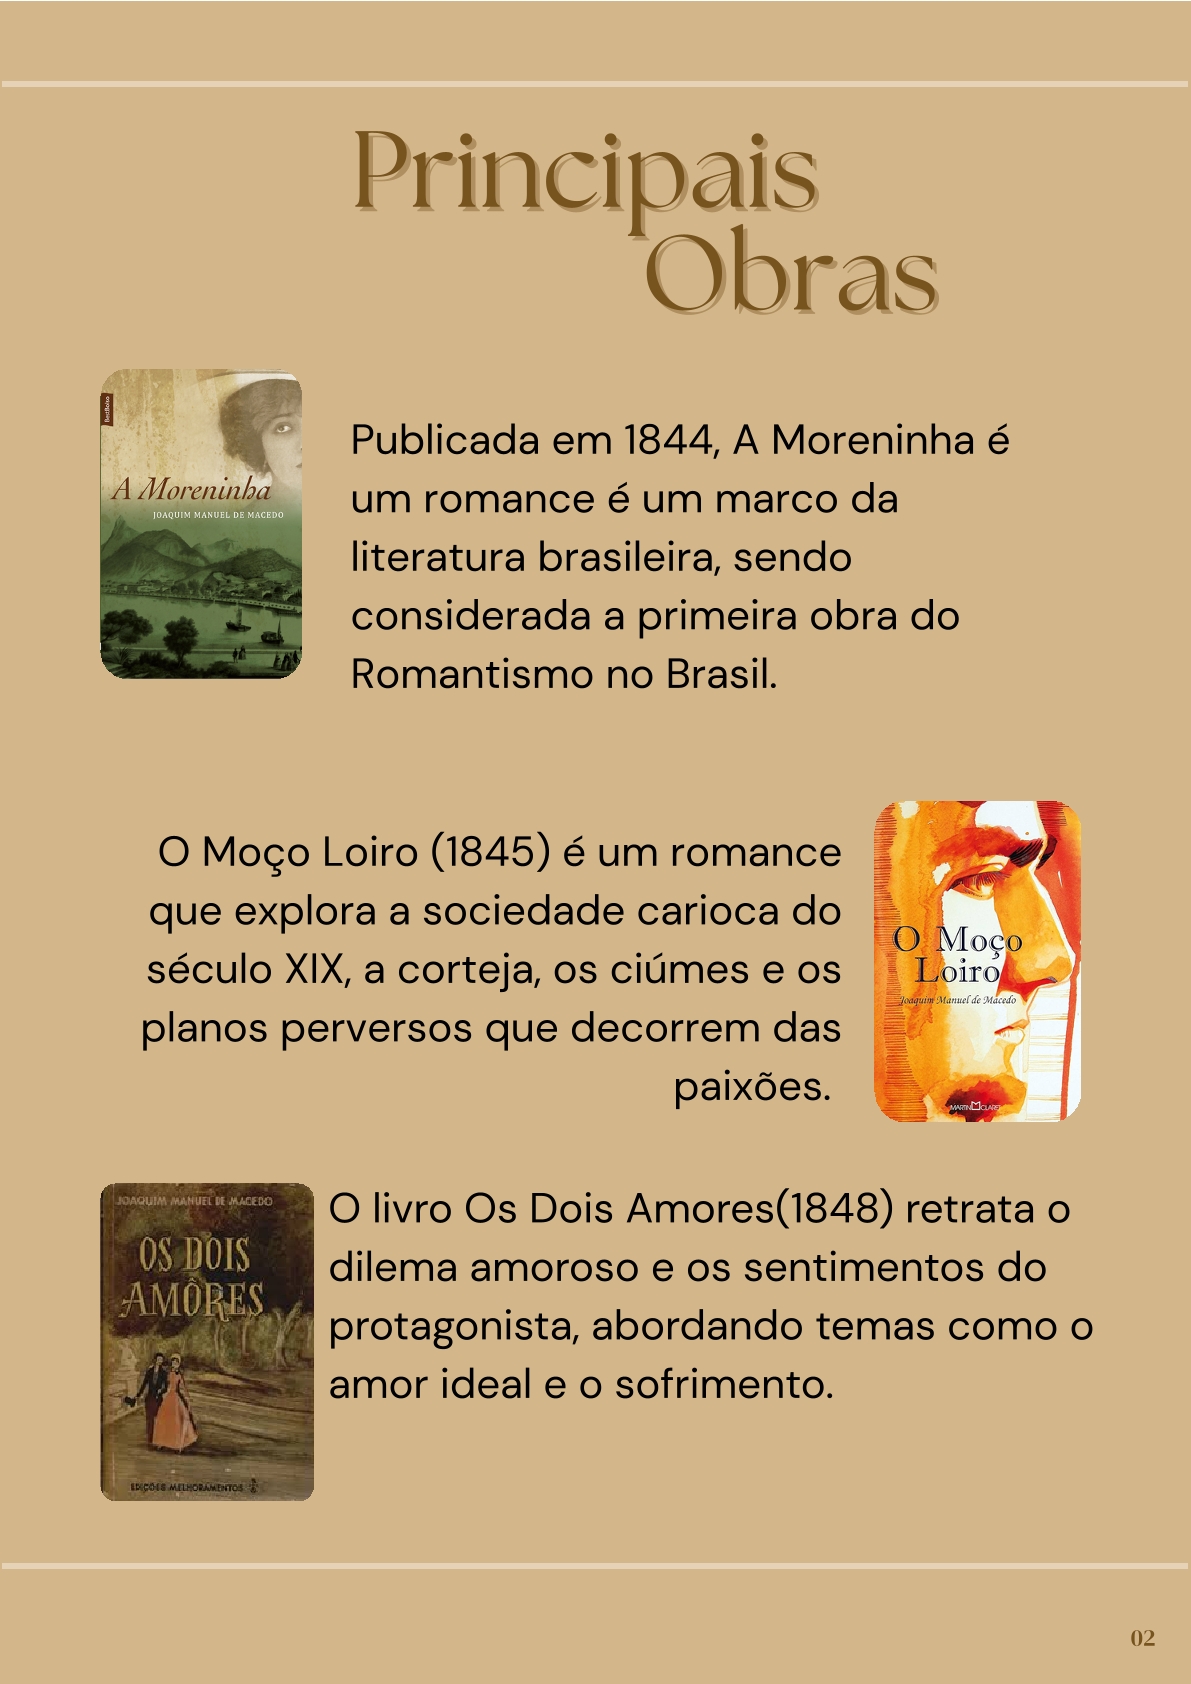 Principais
Obras
BestBolso
A Moreninha
JOAQUIM MANUEL DE MACEDO
Publicada em 1844, A Moreninha é
um romance é um marco da
literatura brasileira, sendo
considerada a primeira obra do
Romantismo no Brasil.
O Moço Loiro (1845) é um romance
que explora a sociedade carioca do
século XIX, a corteja, os ciúmes e os
planos perversos que decorrem das
paixões.
O Moço
Loiro
Joaquim Manuel de Macedo
MARTIN CLARET
JOAQUIM MANUEL DE MACEDO
OS DOIS
AMÔRES
EDIÇÕES MELHORAMENTOS
O livro Os Dois Amores(1848) retrata o
dilema amoroso e os sentimentos do
protagonista, abordando temas como o
amor ideal e o sofrimento.
02